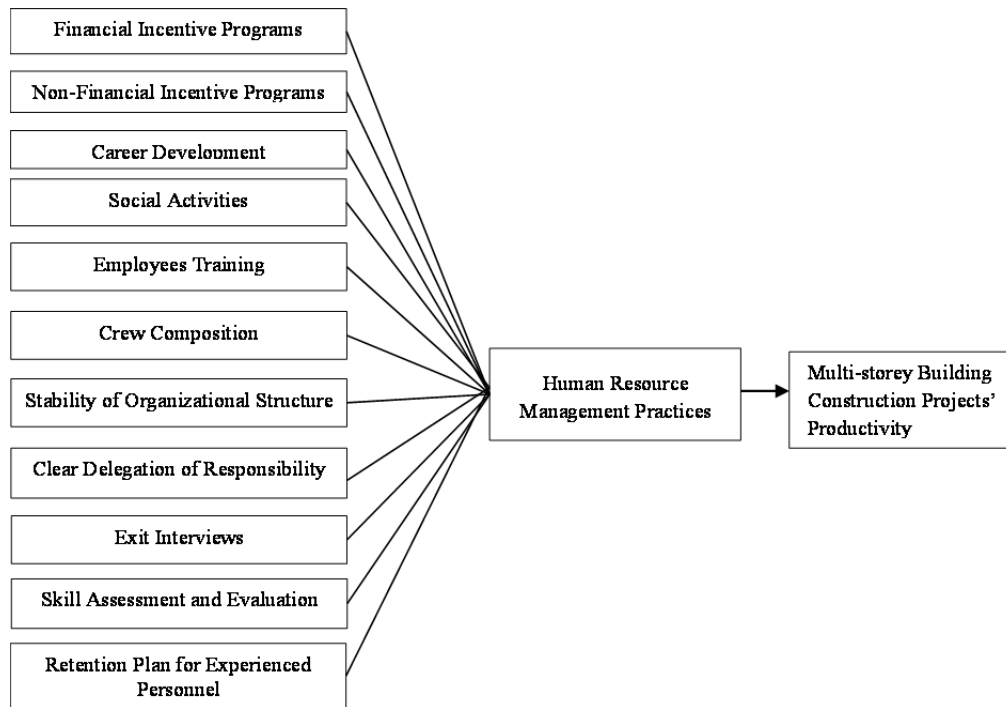 Financial Incentive Programs
Non-Financial Incentive Programs
Career Development
Social Activities
Employees Training
Crew Composition
Stability of Organizational Structure
Clear Delegation of Responsibility
Exit Interviews
Skill Assessment and Evaluation
Retention Plan for Experienced
Personnel
Human Resource
Management Practices
Multi-storey Building
Construction Projects’
Productivity